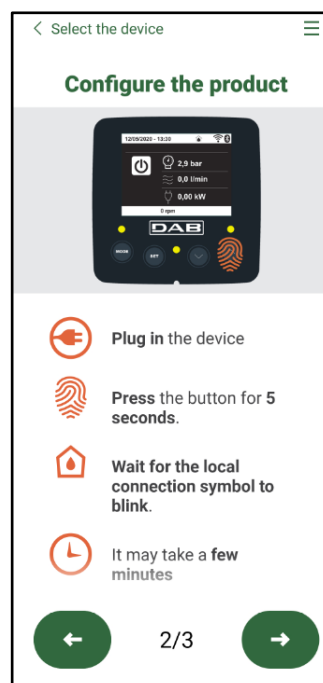 Select the device
Configure the product
12/05/2020 - 13:30
2,9 bar
0,0 l/min
0,00 kW
0 rpm
DAB
MODE
SET
Plug in the device
Press the button for 5
seconds.
Wait for the local
connection symbol to
blink.
It may take a few
minutes
2/3